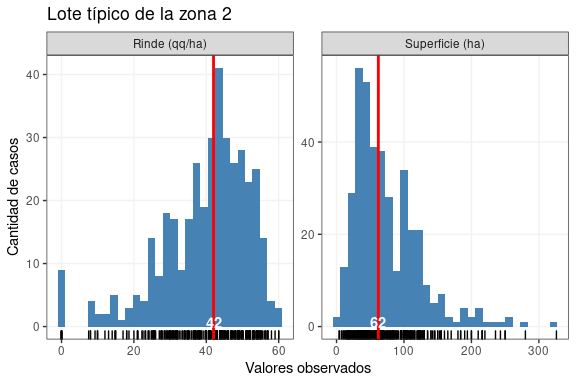 Lote típico de la zona 2
Rinde (qq/ha) Superficie (ha)
Cantidad de casos
40
30
20
10
0
42
0 20 40 60
40
20
0
62
0 100 200 300
Valores observados